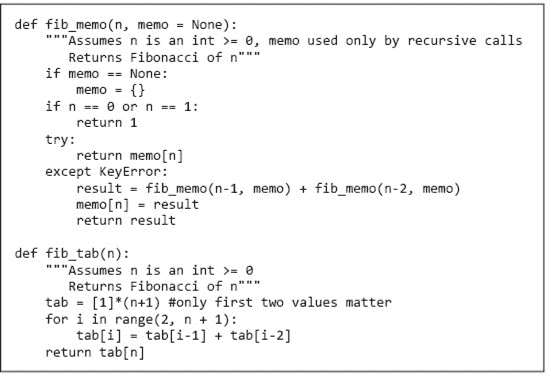 def fib_memo(n, memo = None):
    """Assumes n is an int >= 0, memo used only by recursive calls
       Returns Fibonacci of n"""
    if memo == None:
        memo = {}
    if n == 0 or n == 1:
        return 1
    try:
        return memo[n]
    except KeyError:
        result = fib_memo(n-1, memo) + fib_memo(n-2, memo)
        memo[n] = result
        return result

def fib_tab(n):
    """Assumes n is an int >= 0
       Returns Fibonacci of n"""
    tab = [1]*(n+1) #only first two values matter
    for i in range(2, n + 1):
        tab[i] = tab[i-1] + tab[i-2]
    return tab[n]